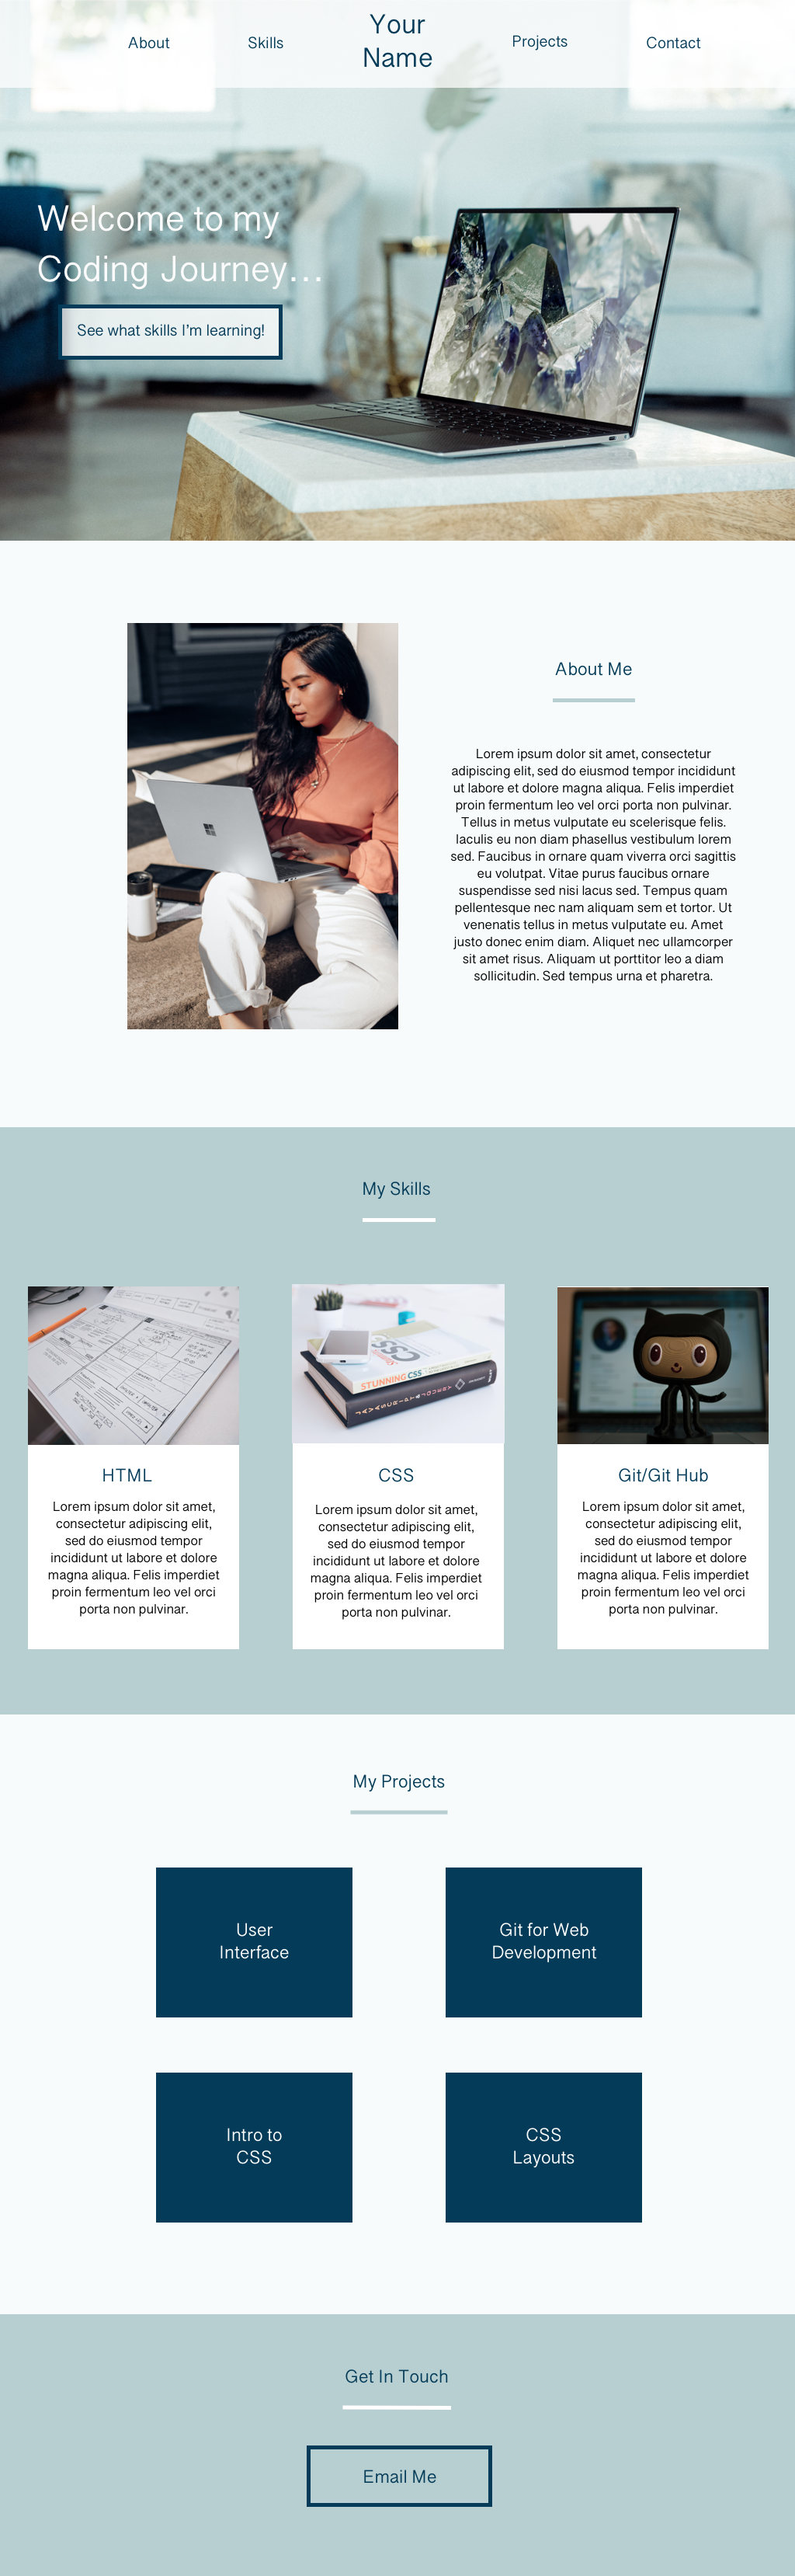 About
Skills
Your
Name
Projects
Contact
Welcome to my
Coding Journey...
See what skills I'm learning!
About Me
Lorem ipsum dolor sit amet, consectetur
adipiscing elit, sed do eiusmod tempor incididunt
ut labore et dolore magna aliqua. Felis imperdiet
proin fermentum leo vel orci porta non pulvinar.
Tellus in metus vulputate eu scelerisque felis.
Iaculis eu non diam phasellus vestibulum lorem
sed. Faucibus in ornare quam viverra orci sagittis
eu volutpat. Vitae purus faucibus ornare
suspendisse sed nisi lacus sed. Tempus quam
pellentesque nec nam aliquam sem et tortor. Ut
venenatis tellus in metus vulputate eu. Amet
justo donec enim diam. Aliquet nec ullamcorper
sit amet risus. Aliquam ut porttitor leo a diam
sollicitudin. Sed tempus urna et pharetra.
My Skills
STUNNING CSS
JAVASCRIPT & JQUERY
HTML
Lorem ipsum dolor sit amet,
consectetur adipiscing elit,
sed do eiusmod tempor
incididunt ut labore et dolore
magna aliqua. Felis imperdiet
proin fermentum leo vel orci
porta non pulvinar.
CSS
Lorem ipsum dolor sit amet,
consectetur adipiscing elit,
sed do eiusmod tempor
incididunt ut labore et dolore
magna aliqua. Felis imperdiet
proin fermentum leo vel orci
porta non pulvinar.
Git/Git Hub
Lorem ipsum dolor sit amet,
consectetur adipiscing elit,
sed do eiusmod tempor
incididunt ut labore et dolore
magna aliqua. Felis imperdiet
proin fermentum leo vel orci
porta non pulvinar.
My Projects
User
Interface
Git for Web
Development
Intro to
CSS
CSS
Layouts
Get In Touch
Email Me